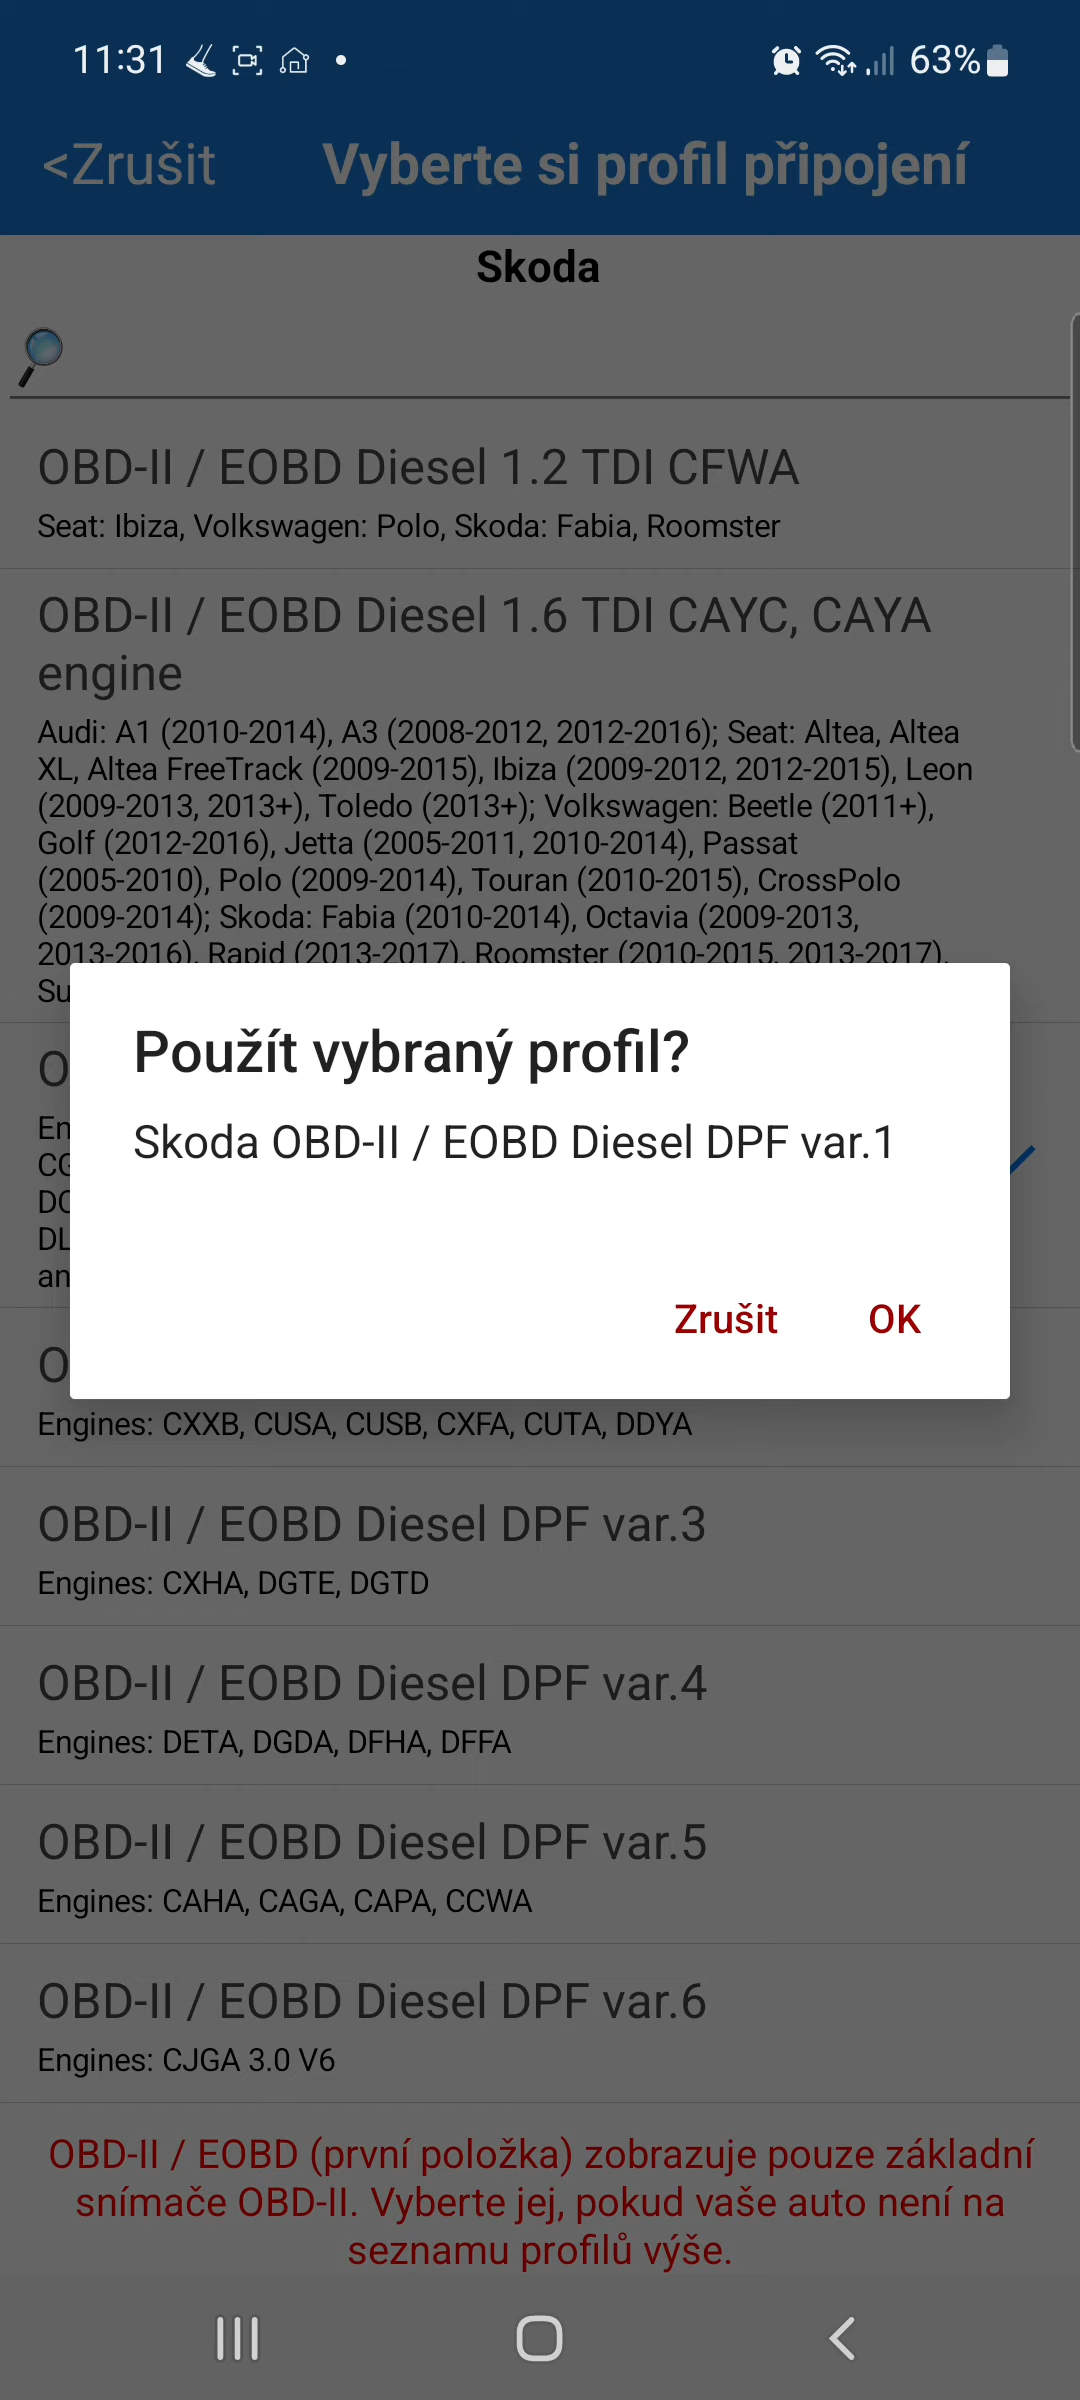 11:31
63%
<Zrušit
Vyberte si profil připojení
Skoda
OBD-II / EOBD Diesel 1.2 TDI CFWA
Seat: Ibiza, Volkswagen: Polo, Skoda: Fabia, Roomster
OBD-II / EOBD Diesel 1.6 TDI CAYC, CAYA
engine
Audi: A1 (2010-2014), A3 (2008-2012, 2012-2016); Seat: Altea, Altea
XL, Altea FreeTrack (2009-2015), Ibiza (2009-2012, 2012-2015), Leon
(2009-2013, 2013+), Toledo (2013+); Volkswagen: Beetle (2011+),
Golf (2012-2016), Jetta (2005-2011, 2010-2014), Passat
(2005-2010), Polo (2009-2014), Touran (2010-2015), CrossPolo
(2009-2014); Skoda: Fabia (2010-2014), Octavia (2009-2013,
2013-2016), Rapid (2013-2017), Roomster (2010-2015, 2013-2017),
Použít vybraný profil?
Skoda OBD-II / EOBD Diesel DPF var.1
Zrušit
OK
Engines: CXXB, CUSA, CUSB, CXFA, CUTA, DDYA
OBD-II / EOBD Diesel DPF var.3
Engines: CXHA, DGTE, DGTD
OBD-II / EOBD Diesel DPF var.4
Engines: DETA, DGDA, DFHA, DFFA
OBD-II / EOBD Diesel DPF var.5
Engines: CAHA, CAGA, CAPA, CCWA
OBD-II / EOBD Diesel DPF var.6
Engines: CJGA 3.0 V6
OBD-II / EOBD (první položka) zobrazuje pouze základní
snímače OBD-II. Vyberte jej, pokud vaše auto není na
seznamu profilů výše.